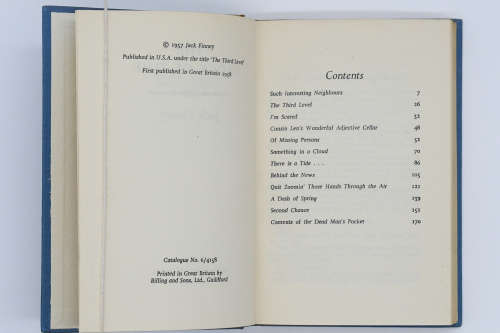 © 1957 Jack Finney
Published in U.S.A. under the title 'The Third Level'
First published in Great Britain 1958
Catalogue No. 6/4158
Printed in Great Britain by
Billing and Sons, Ltd., Guildford
Contents
Such Interesting Neighbours 7
The Third Level 26
I'm Scared 32
Cousin Len's Wonderful Adjective Cellar 48
Of Missing Persons 52
Something in a Cloud 70
There is a Tide . . . 86
Behind the News 105
Quit Zoomin' Those Hands Through the Air 121
A Dash of Spring 139
Second Chance 151
Contents of the Dead Man's Pocket 170